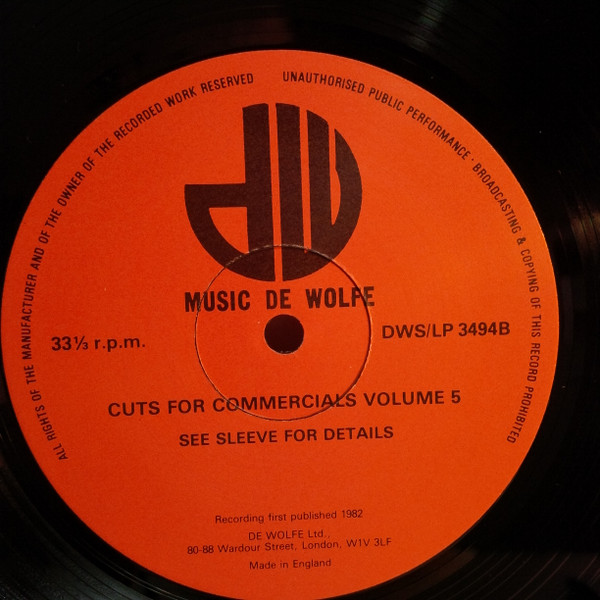 ALL RIGHTS OF THE MANUFACTURER AND OF THE OWNER OF THE RECORDED WORK RESERVED UNAUTHORISED PUBLIC PERFORMANCE · BROADCASTING & COPYING OF THIS RECORD PROHIBITED
dw
MUSIC DE WOLFE
33⅓ r.p.m.
DWS/LP 3494B
CUTS FOR COMMERCIALS VOLUME 5
SEE SLEEVE FOR DETAILS
Recording first published 1982
DE WOLFE Ltd.,
80-88 Wardour Street, London, W1V 3LF
Made in England